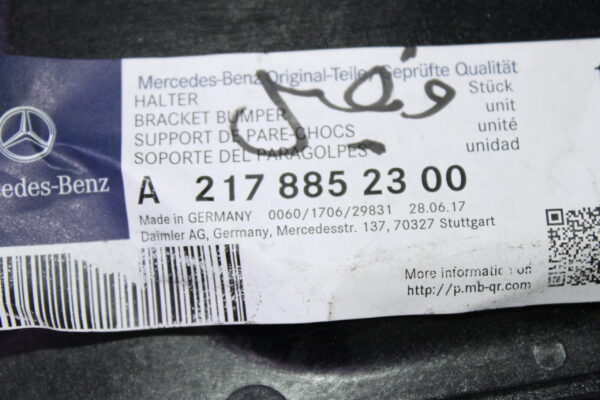 Mercedes-Benz Original-Teile, Geprüfte Qualität
HALTER Stück
BRACKET BUMPER unit
SUPPORT DE PARE-CHOCS unité
SOPORTE DEL PARAGOLPES unidad
edes-Benz
A 217 885 23 00
Made in GERMANY 0060/1706/29831 28.06.17
Daimler AG, Germany, Mercedesstr. 137, 70327 Stuttgart
More information on
http://p.mb-qr.com